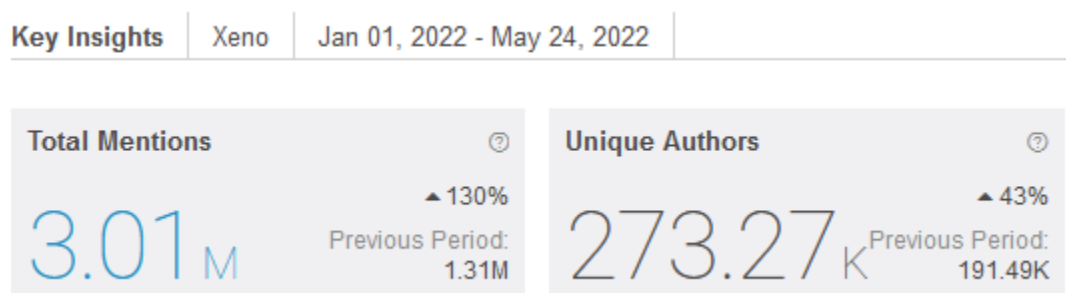 Key Insights Xeno Jan 01, 2022 - May 24, 2022
Total Mentions ?
▲130%
3.01M
Previous Period:
1.31M
Unique Authors ?
▲43%
273.27K
Previous Period:
191.49K